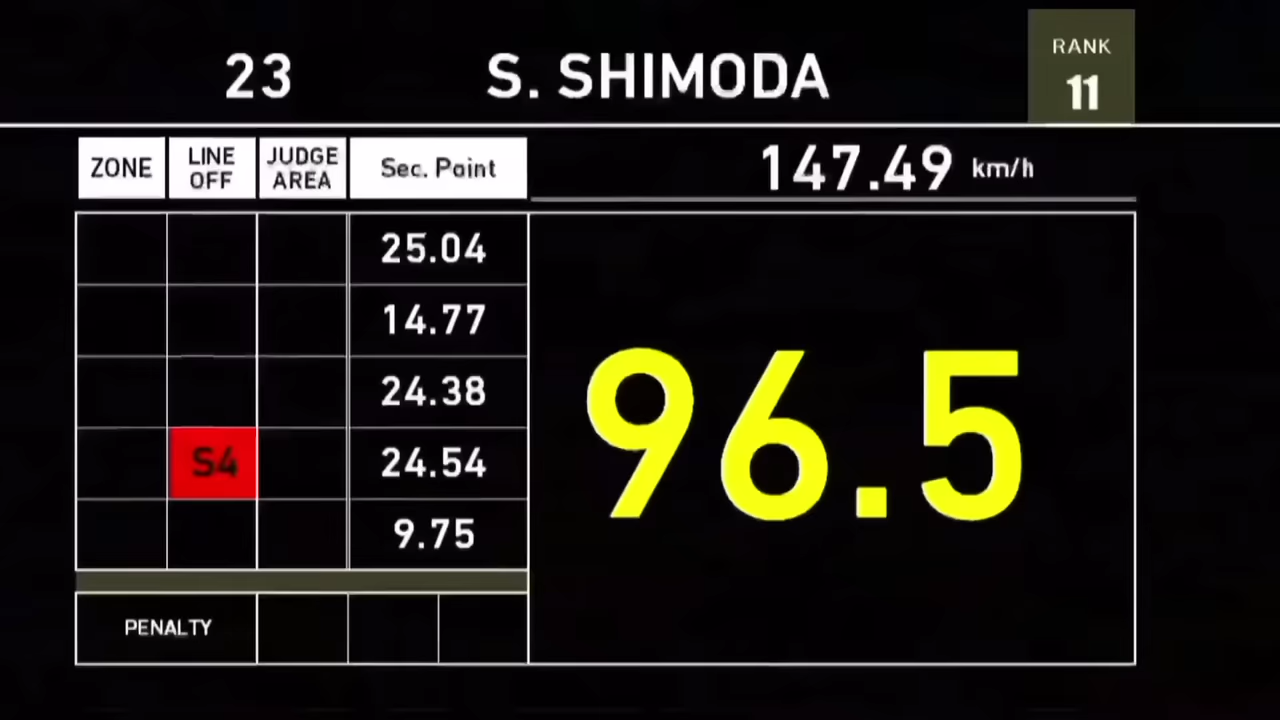 23 S. SHIMODA
RANK
11
ZONE LINE OFF JUDGE AREA Sec. Point
147.49 km/h
25.04
14.77
24.38
S4 24.54
9.75
96.5
PENALTY